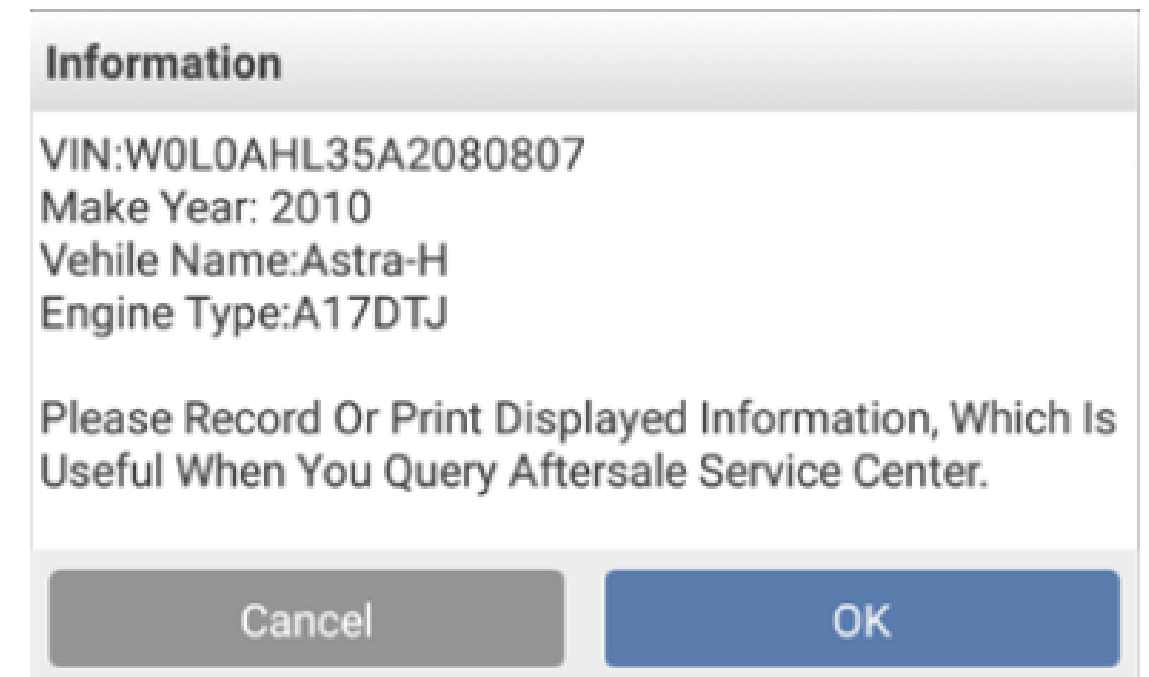 Information
VIN:W0L0AHL35A2080807
Make Year: 2010
Vehile Name:Astra-H
Engine Type:A17DTJ
Please Record Or Print Displayed Information, Which Is
Useful When You Query Aftersale Service Center.
Cancel
OK